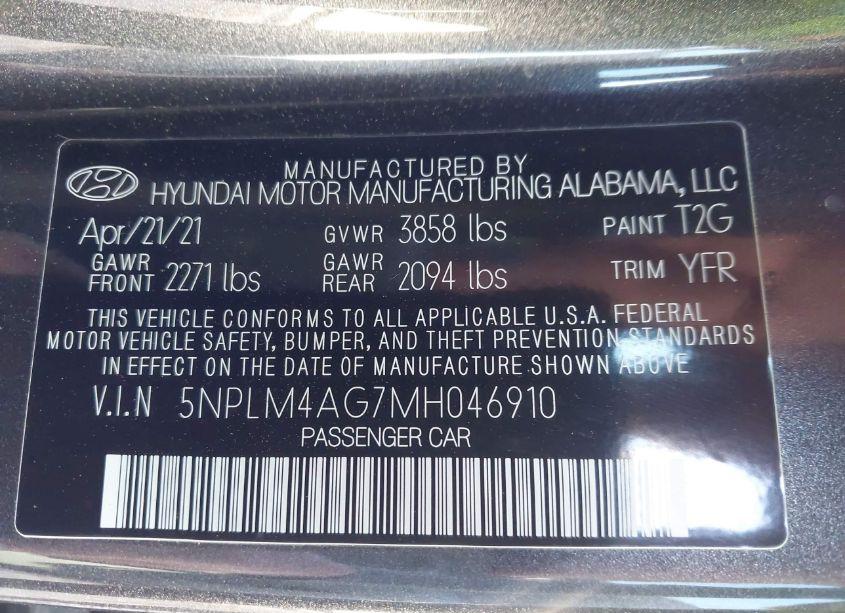 MANUFACTURED BY
HYUNDAI MOTOR MANUFACTURING ALABAMA, LLC
Apr/21/21 GVWR 3858 lbs PAINT T2G
GAWR FRONT 2271 lbs GAWR REAR 2094 lbs TRIM YFR
THIS VEHICLE CONFORMS TO ALL APPLICABLE U.S.A. FEDERAL
MOTOR VEHICLE SAFETY, BUMPER, AND THEFT PREVENTION STANDARDS
IN EFFECT ON THE DATE OF MANUFACTURE SHOWN ABOVE
V.I.N 5NPLM4AG7MH046910
PASSENGER CAR